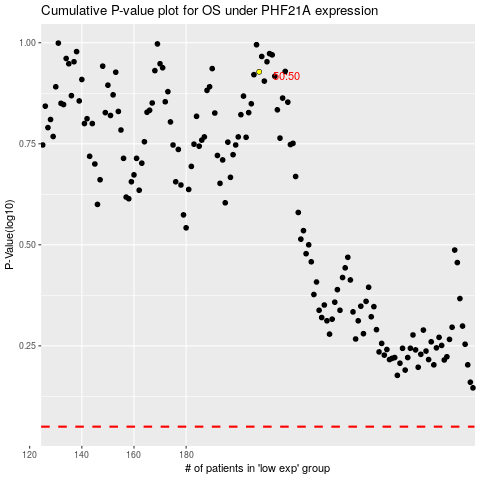 Cumulative P-value plot for OS under PHF21A expression
P-Value(log10)
1.00
0.75
0.50
0.25
50:50
120 140 160 180
# of patients in 'low exp' group